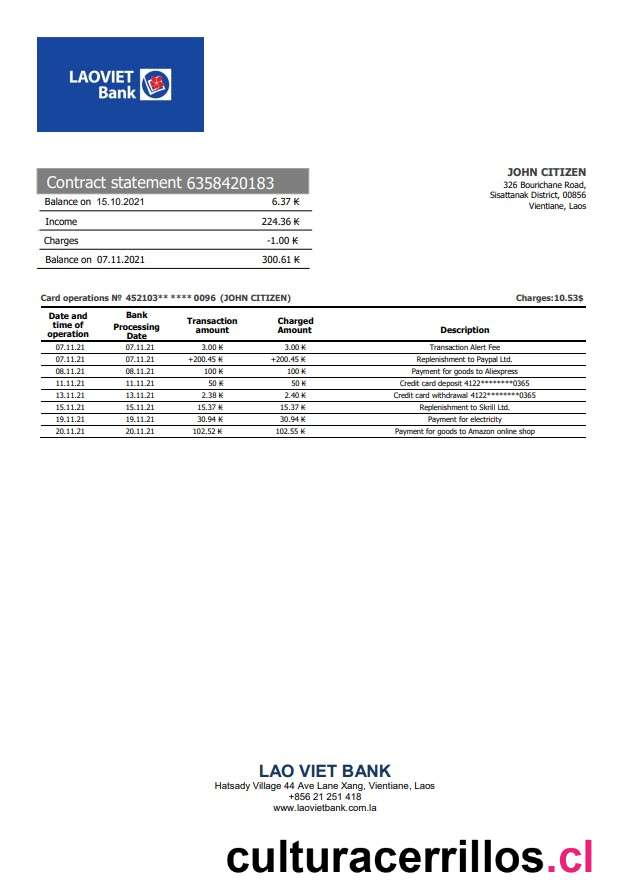 LAOVIET
Bank
JOHN CITIZEN
326 Bourichane Road,
Sisattanak District, 00856
Vientiane, Laos
Contract statement 6358420183
Balance on 15.10.2021 6.37 ₭
Income 224.36 ₭
Charges -1.00 ₭
Balance on 07.11.2021 300.61 ₭
Card operations № 452103** **** 0096 (JOHN CITIZEN) Charges:10.53$
Date and time of operation Bank Processing Date Transaction amount Charged Amount Description
07.11.21 07.11.21 3.00 ₭ 3.00 ₭ Transaction Alert Fee
07.11.21 07.11.21 +200.45 ₭ +200.45 ₭ Replenishment to Paypal Ltd.
08.11.21 08.11.21 100 ₭ 100 ₭ Payment for goods to Aliexpress
11.11.21 11.11.21 50 ₭ 50 ₭ Credit card deposit 4122********0365
13.11.21 13.11.21 2.38 ₭ 2.40 ₭ Credit card withdrawal 4122********0365
15.11.21 15.11.21 15.37 ₭ 15.37 ₭ Replenishment to Skrill Ltd.
19.11.21 19.11.21 30.94 ₭ 30.94 ₭ Payment for electricity
20.11.21 20.11.21 102.52 ₭ 102.55 ₭ Payment for goods to Amazon online shop
LAO VIET BANK
Hatsady Village 44 Ave Lane Xang, Vientiane, Laos
+856 21 251 418
www.laovietbank.com.la
culturacerrillos.cl